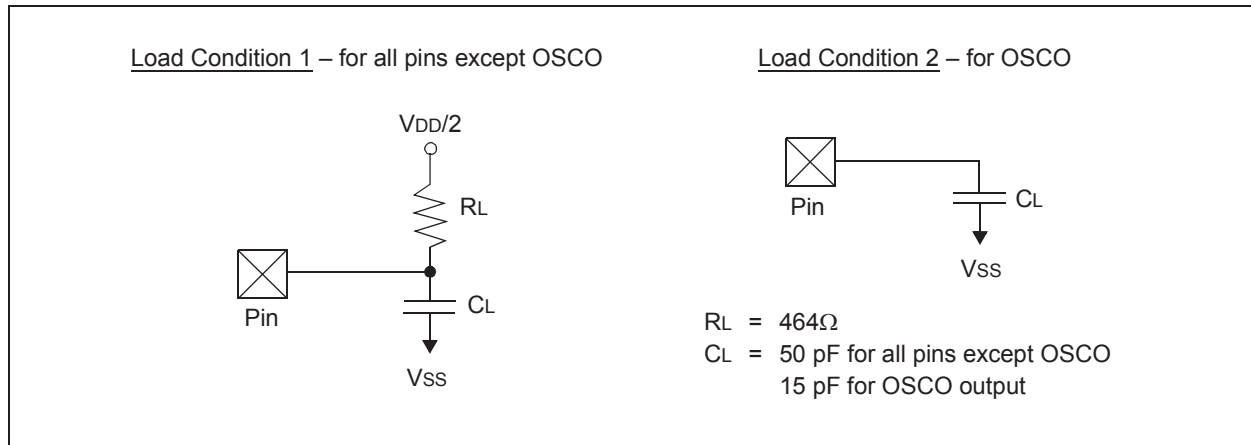 Load Condition 1 – for all pins except OSCO
VDD/2
RL
Pin
CL
VSS
Load Condition 2 – for OSCO
Pin
CL
VSS
RL = 464Ω
CL = 50 pF for all pins except OSCO
15 pF for OSCO output